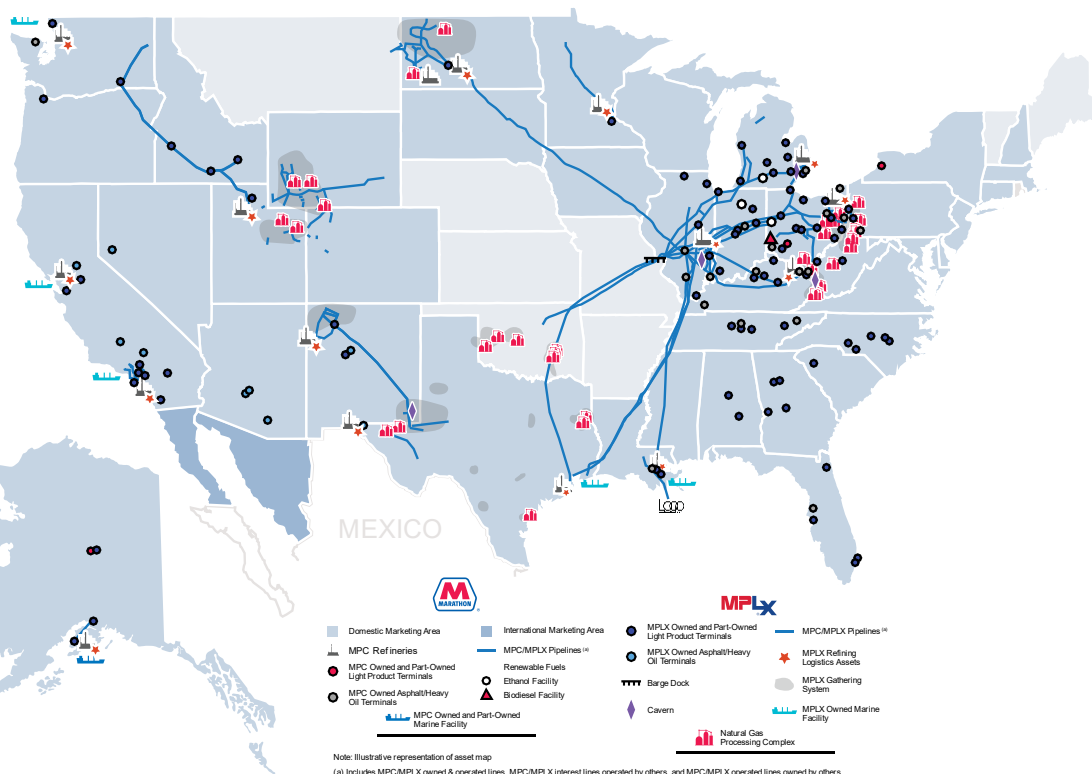 LOOP
MEXICO
MARATHON
MPLX
Domestic Marketing Area
International Marketing Area
MPC Refineries
MPC/MPLX Pipelines (a)
MPC Owned and Part-Owned
Light Product Terminals
Renewable Fuels
Ethanol Facility
Biodiesel Facility
MPC Owned Asphalt/Heavy
Oil Terminals
MPC Owned and Part-Owned
Marine Facility
MPLX Owned and Part-Owned
Light Product Terminals
MPC/MPLX Pipelines (a)
MPLX Owned Asphalt/Heavy
Oil Terminals
MPLX Refining
Logistics Assets
Barge Dock
MPLX Gathering
System
Cavern
MPLX Owned Marine
Facility
Natural Gas
Processing Complex
Note: Illustrative representation of asset map
(a) Includes MPC/MPLX owned & operated lines, MPC/MPLX interest lines operated by others, and MPC/MPLX operated lines owned by others